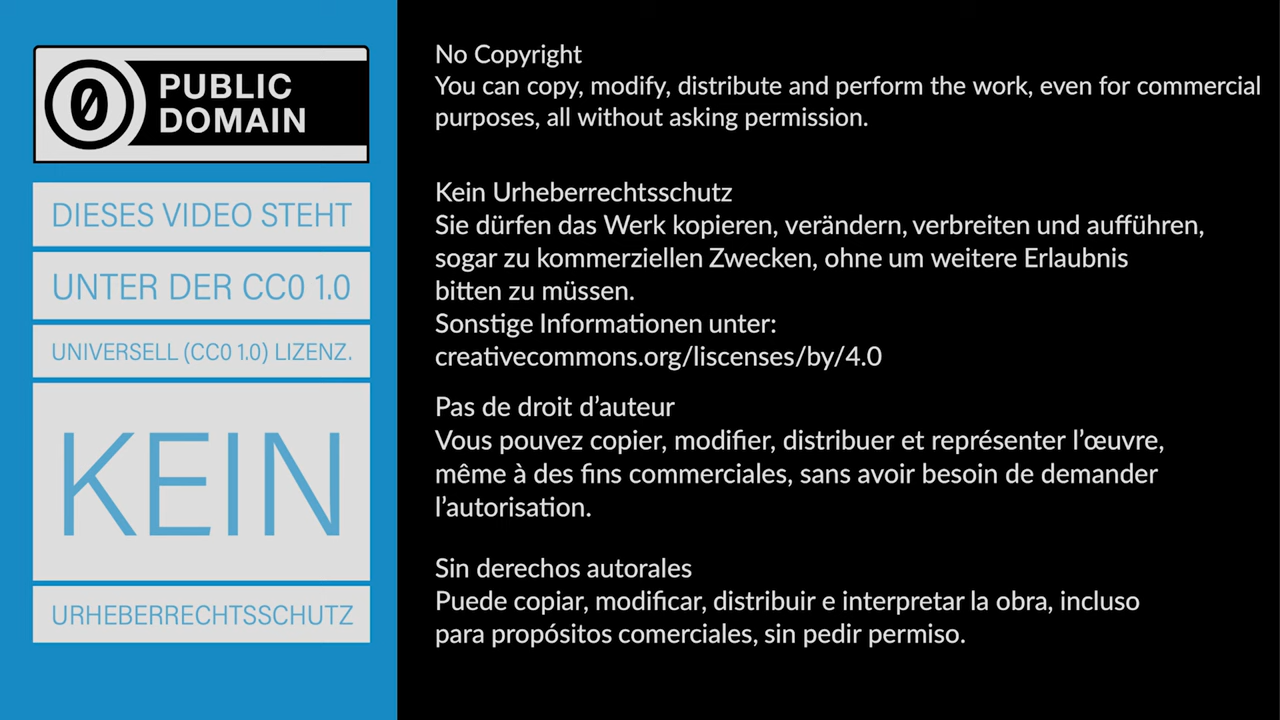 0 PUBLIC
DOMAIN
DIESES VIDEO STEHT
UNTER DER CC0 1.0
UNIVERSELL (CC0 1.0) LIZENZ.
KEIN
URHEBERRECHTSSCHUTZ
No Copyright
You can copy, modify, distribute and perform the work, even for commercial
purposes, all without asking permission.
Kein Urheberrechtsschutz
Sie dürfen das Werk kopieren, verändern, verbreiten und aufführen,
sogar zu kommerziellen Zwecken, ohne um weitere Erlaubnis
bitten zu müssen.
Sonstige Informationen unter:
creativecommons.org/liscenses/by/4.0
Pas de droit d’auteur
Vous pouvez copier, modifier, distribuer et représenter l’œuvre,
même à des fins commerciales, sans avoir besoin de demander
l’autorisation.
Sin derechos autorales
Puede copiar, modificar, distribuir e interpretar la obra, incluso
para propósitos comerciales, sin pedir permiso.